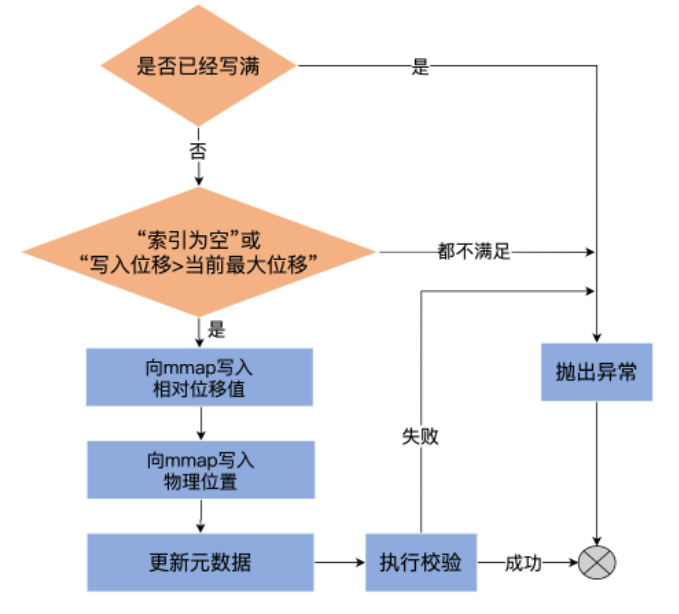 是否已经写满
是
否
“索引为空”或
“写入位移>当前最大位移”
都不满足
是
向mmap写入
相对位移值
抛出异常
失败
向mmap写入
物理位置
更新元数据
执行校验
成功